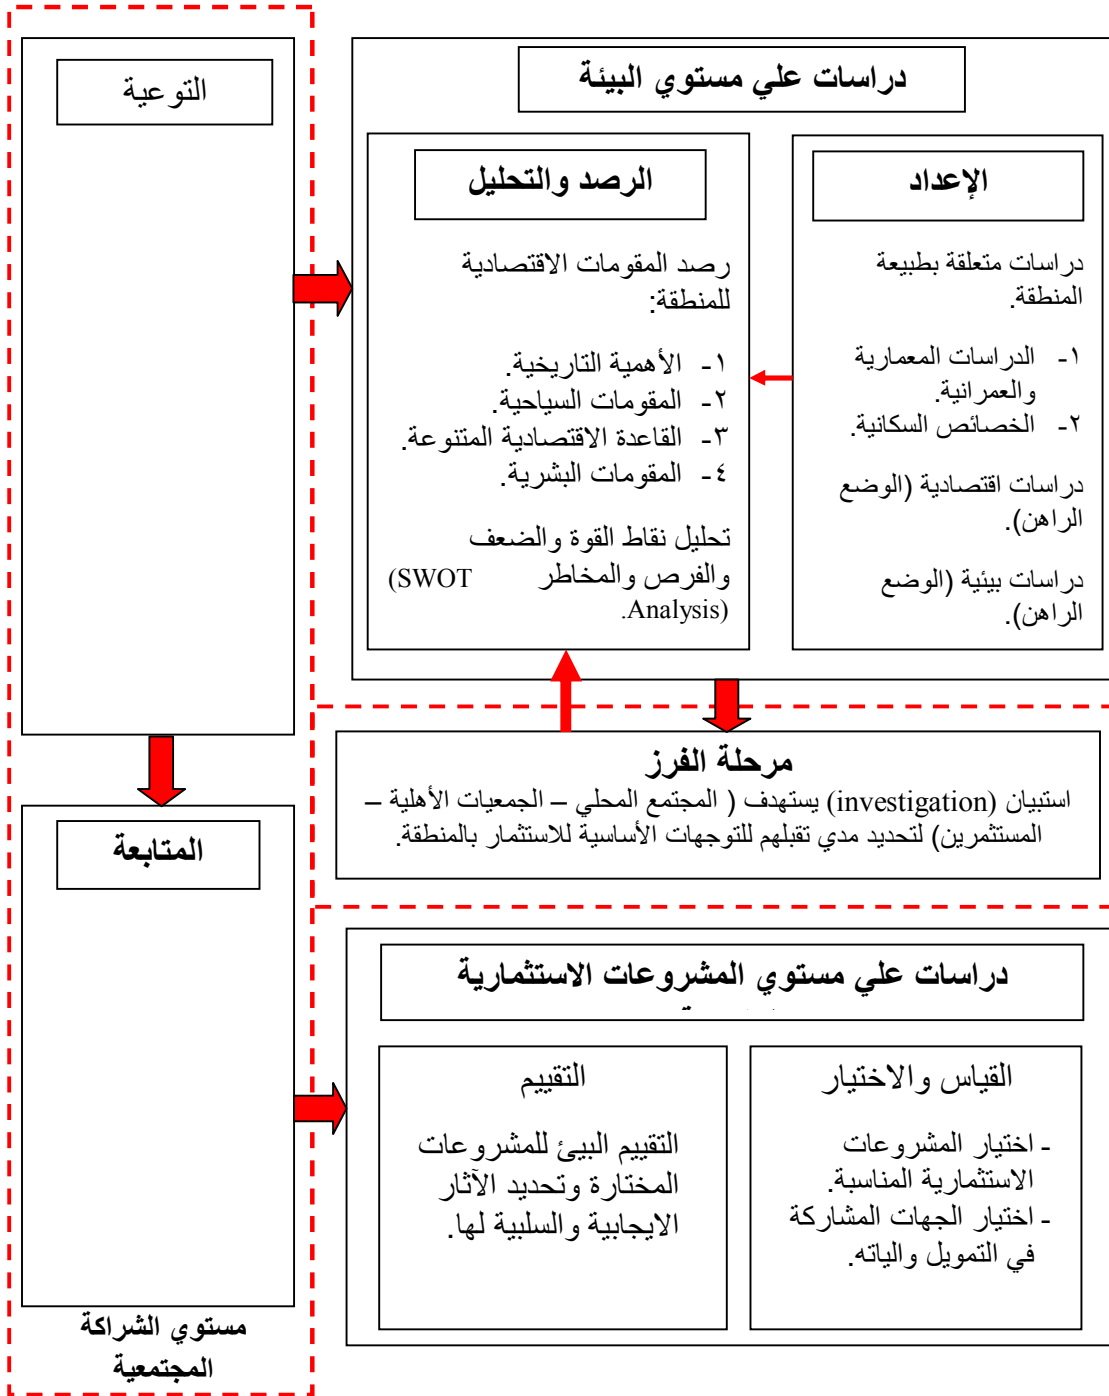 دراسات علي مستوي البيئة
الإعداد
دراسات متعلقة بطبيعة
المنطقة.
١- الدراسات المعمارية
والعمرانية.
٢- الخصائص السكانية.
دراسات اقتصادية (الوضع
الراهن).
دراسات بيئية (الوضع
الراهن).
الرصد والتحليل
رصد المقومات الاقتصادية
للمنطقة:
١- الأهمية التاريخية.
٢- المقومات السياحية.
٣- القاعدة الاقتصادية المتنوعة.
٤- المقومات البشرية.
تحليل نقاط القوة والضعف
والفرص والمخاطر (SWOT
Analysis).
التوعية
مرحلة الفرز
استبيان (investigation) يستهدف ( المجتمع المحلي – الجمعيات الأهلية –
المستثمرين) لتحديد مدي تقبلهم للتوجهات الأساسية للاستثمار بالمنطقة.
المتابعة
دراسات علي مستوي المشروعات الاستثمارية
القياس والاختيار
- اختيار المشروعات
الاستثمارية المناسبة.
- اختيار الجهات المشاركة
في التمويل والياته.
التقييم
التقييم البيئ للمشروعات
المختارة وتحديد الآثار
الايجابية والسلبية لها.
مستوي الشراكة
المجتمعية